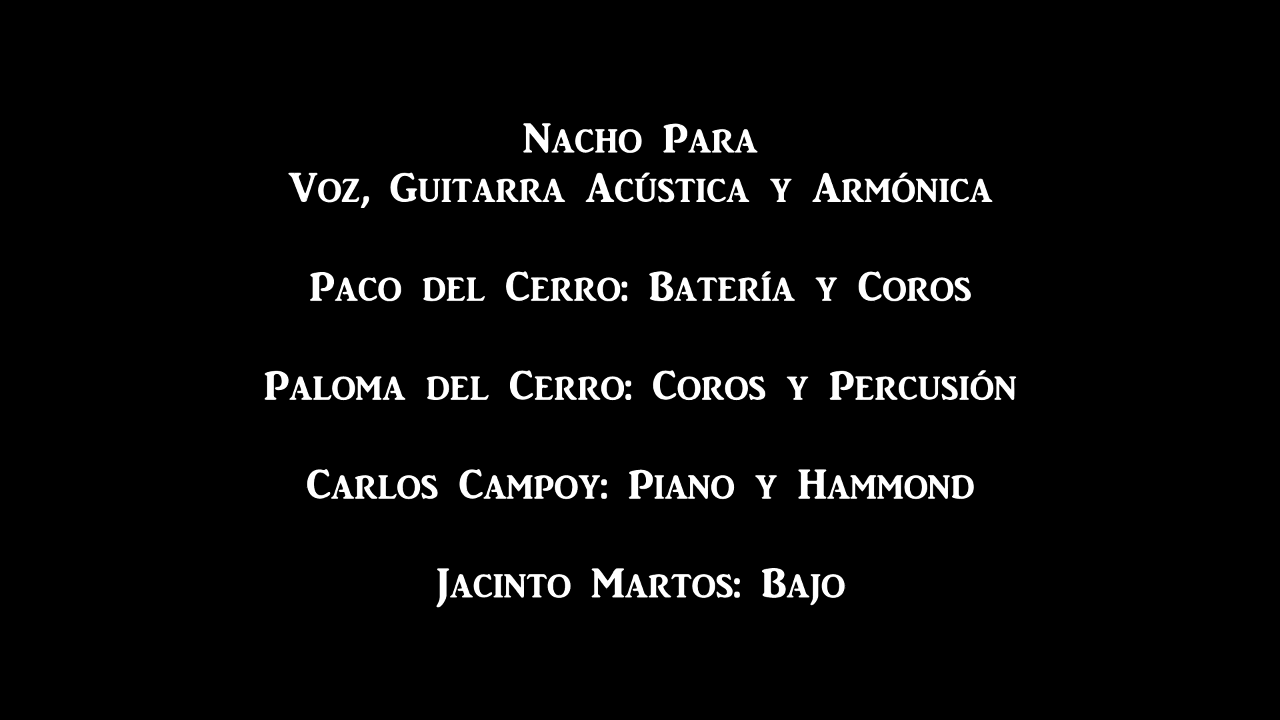 Nacho Para
Voz, Guitarra Acústica y Armónica
Paco del Cerro: Batería y Coros
Paloma del Cerro: Coros y Percusión
Carlos Campoy: Piano y Hammond
Jacinto Martos: Bajo